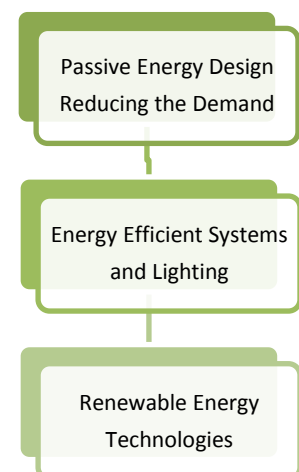 Passive Energy Design
Reducing the Demand
Energy Efficient Systems
and Lighting
Renewable Energy
Technologies